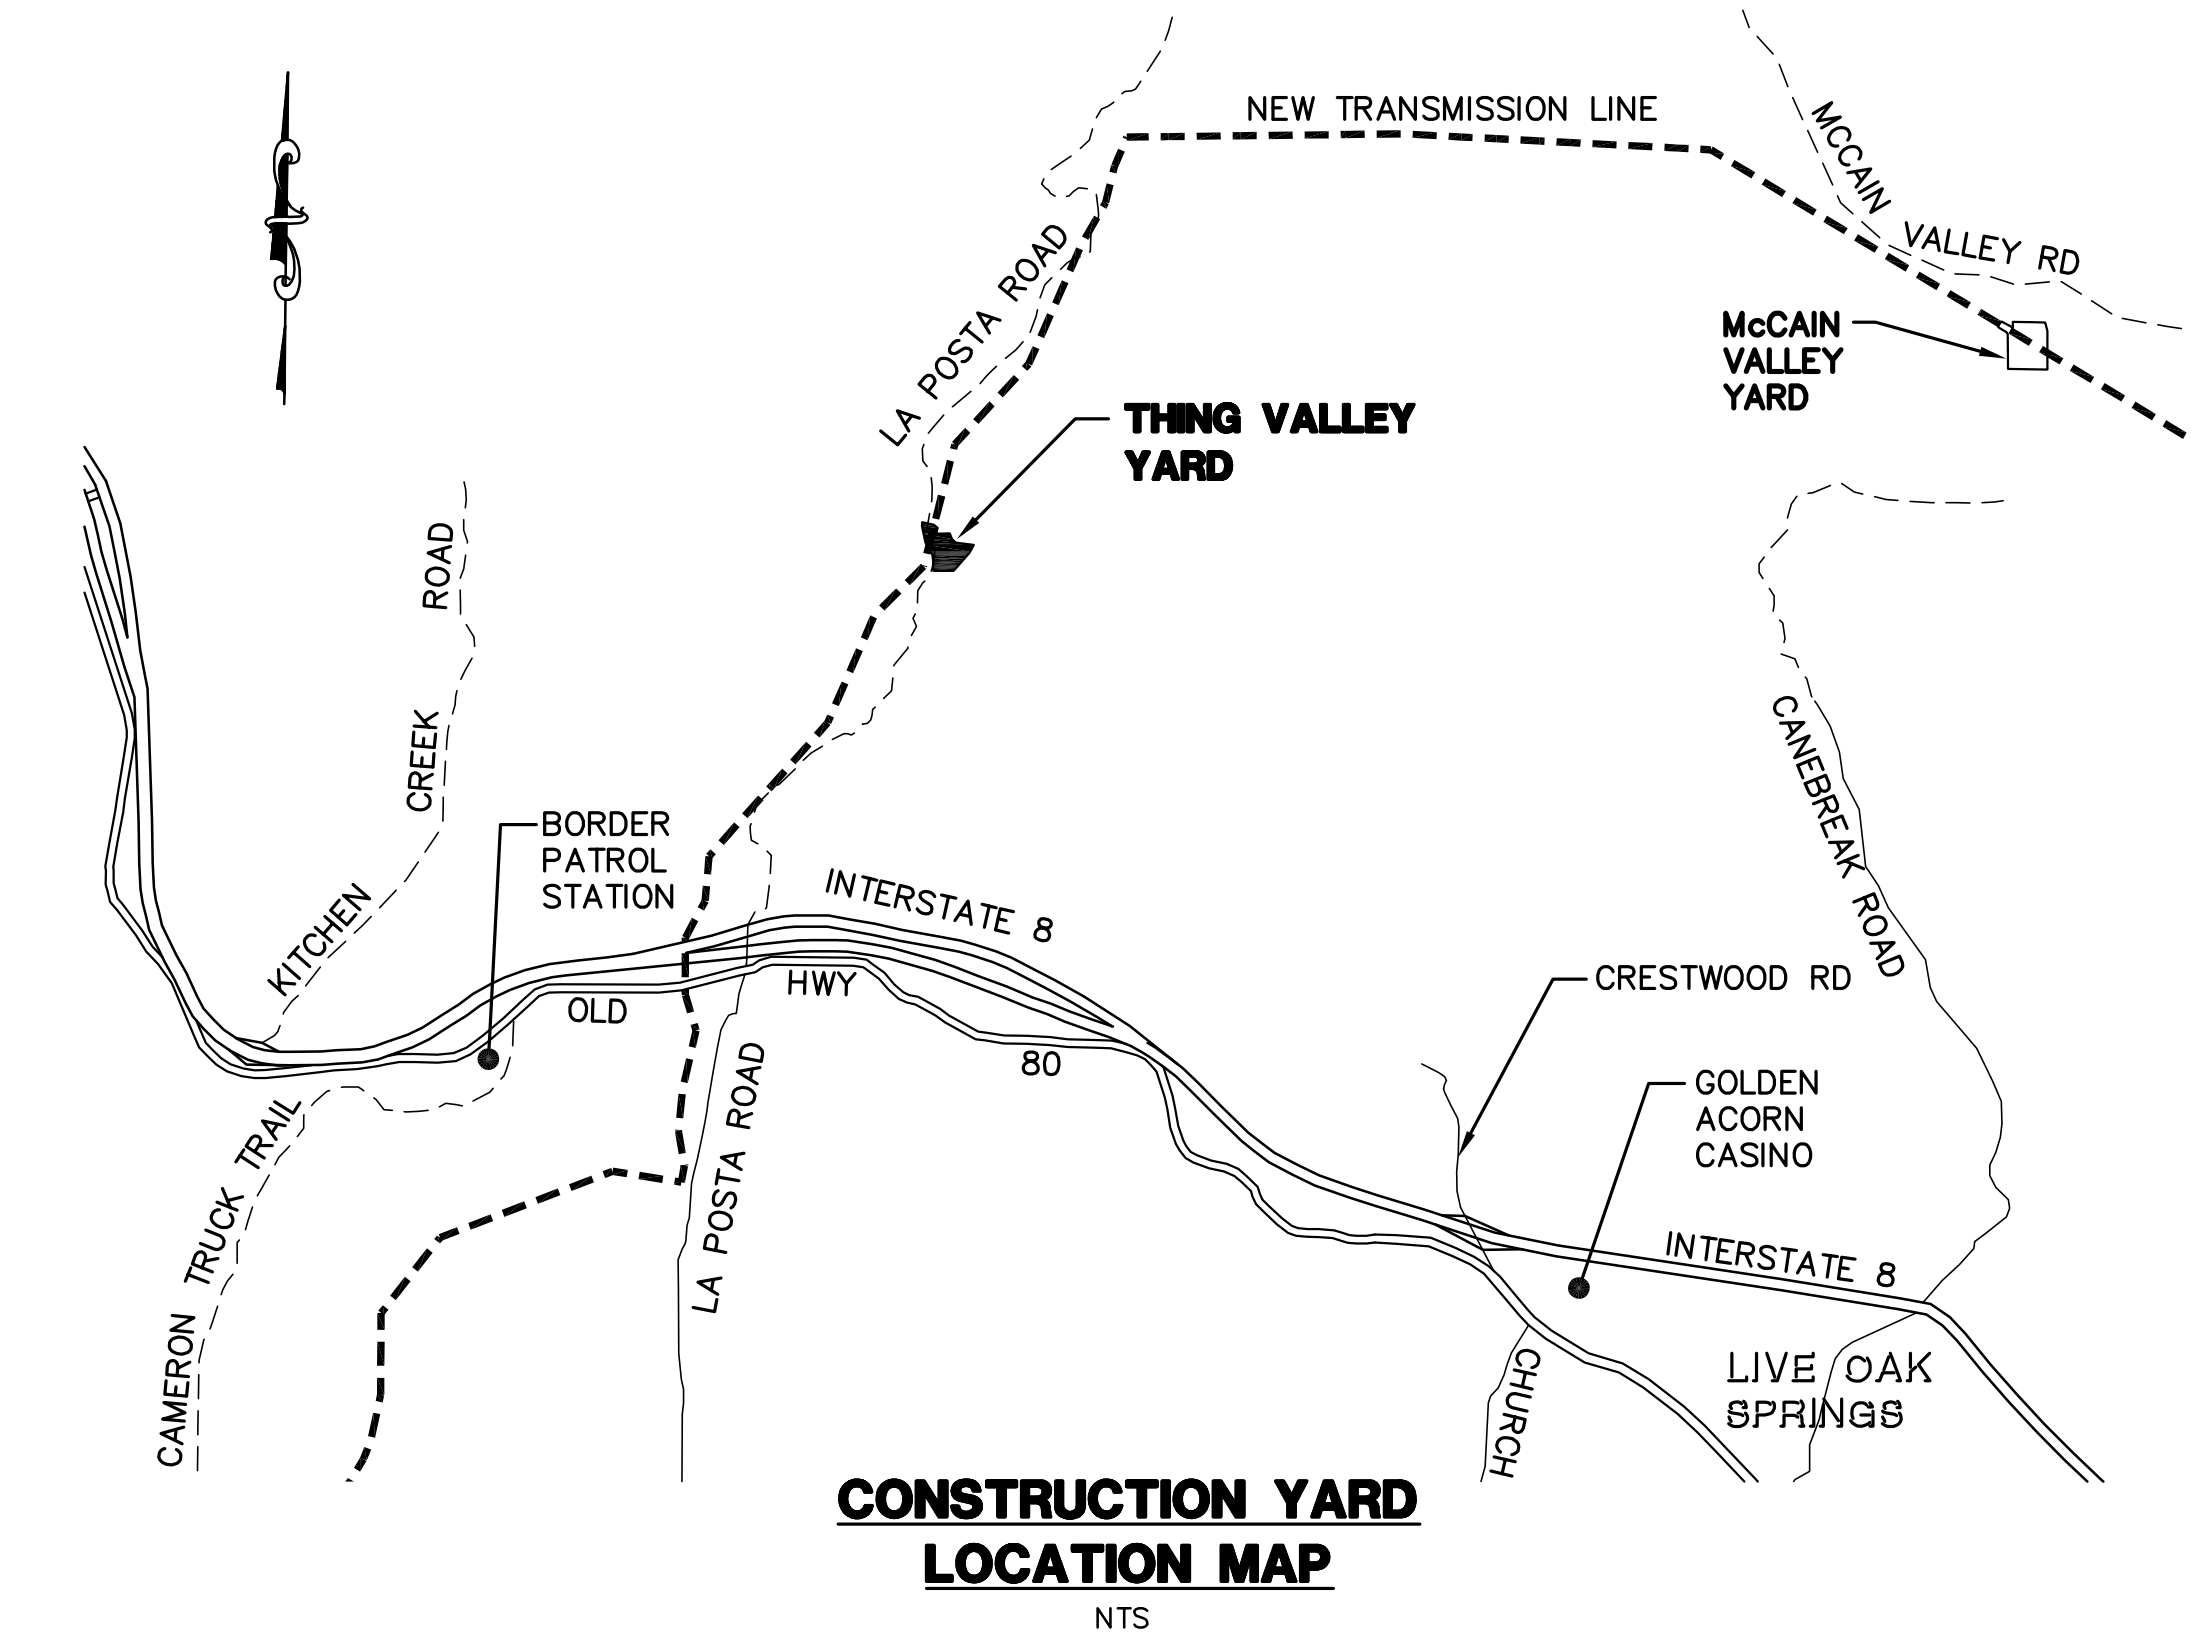 NEW TRANSMISSION LINE
MCCAIN VALLEY RD
LA POSTA ROAD
McCAIN
VALLEY
YARD
THING VALLEY
YARD
KITCHEN CREEK ROAD
CANEBREAK ROAD
BORDER
PATROL
STATION
INTERSTATE 8
OLD HWY 80
CRESTWOOD RD
LA POSTA ROAD
GOLDEN
ACORN
CASINO
CAMERON TRUCK TRAIL
INTERSTATE 8
CHURCH
LIVE OAK
SPRINGS
CONSTRUCTION YARD
LOCATION MAP
NTS